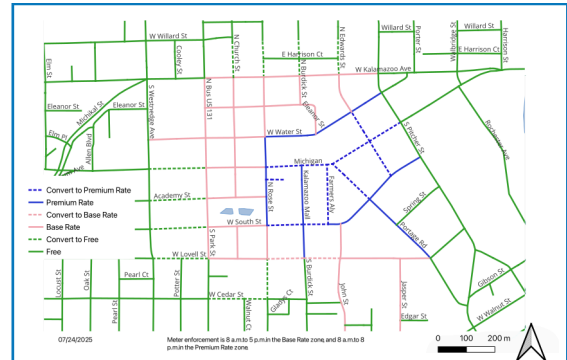 W Willard St
Willard St
Willard St
Elm St
Cooley St
N Church St
E Harrison Ct
N Edwards St
Porter St
Walbridge St
E Harrison Ct
Harrison St
N Burdick St
W Kalamazoo Ave
Michikal St
S Westnedge Ave
N Bus US 131
Eleanor St
Eleanor St
Eleanor St
Elm Pl
Allen Blvd
W Water St
S Pitcher St
Rochester Ave
Michigan
Convert to Premium Rate
Premium Rate
Convert to Base Rate
Base Rate
Convert to Free
Free
Academy St
N Rose St
Kalamazoo Mall
Farmers Aly
Spring St
W South St
Portage Rd
W Lovell St
S Park St
S Burdick St
Locust St
Oak St
Pearl Ct
Pearl St
Potter St
W Cedar St
Walnut Ct
Gladys Ct
John St
Jasper St
Edgar St
Gibson St
W Walnut St
07/24/2025
Meter enforcement is 8 a.m.to 5 p.m.in the Base Rate zone, and 8 a.m.to 8
p.m.in the Premium Rate zone
0 100 200 m